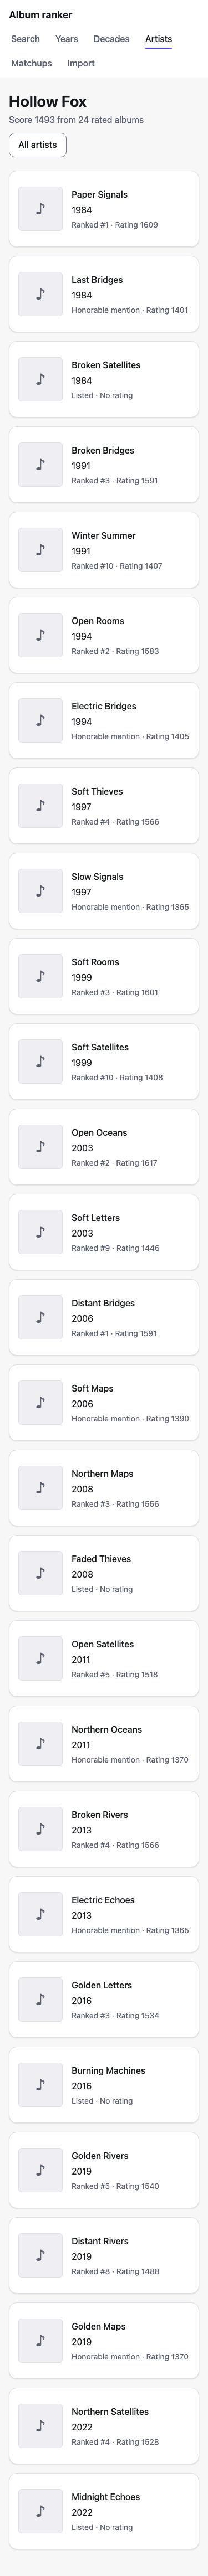 Album ranker
Search Years Decades Artists
Matchups Import
Hollow Fox
Score 1493 from 24 rated albums
All artists
Paper Signals
1984
Ranked #1 · Rating 1609
Last Bridges
1984
Honorable mention · Rating 1401
Broken Satellites
1984
Listed · No rating
Broken Bridges
1991
Ranked #3 · Rating 1591
Winter Summer
1991
Ranked #10 · Rating 1407
Open Rooms
1994
Ranked #2 · Rating 1583
Electric Bridges
1994
Honorable mention · Rating 1405
Soft Thieves
1997
Ranked #4 · Rating 1566
Slow Signals
1997
Honorable mention · Rating 1365
Soft Rooms
1999
Ranked #3 · Rating 1601
Soft Satellites
1999
Ranked #10 · Rating 1408
Open Oceans
2003
Ranked #2 · Rating 1617
Soft Letters
2003
Ranked #9 · Rating 1446
Distant Bridges
2006
Ranked #1 · Rating 1591
Soft Maps
2006
Honorable mention · Rating 1390
Northern Maps
2008
Ranked #3 · Rating 1556
Faded Thieves
2008
Listed · No rating
Open Satellites
2011
Ranked #5 · Rating 1518
Northern Oceans
2011
Honorable mention · Rating 1370
Broken Rivers
2013
Ranked #4 · Rating 1566
Electric Echoes
2013
Honorable mention · Rating 1365
Golden Letters
2016
Ranked #3 · Rating 1534
Burning Machines
2016
Listed · No rating
Golden Rivers
2019
Ranked #5 · Rating 1540
Distant Rivers
2019
Ranked #8 · Rating 1488
Golden Maps
2019
Honorable mention · Rating 1370
Northern Satellites
2022
Ranked #4 · Rating 1528
Midnight Echoes
2022
Listed · No rating